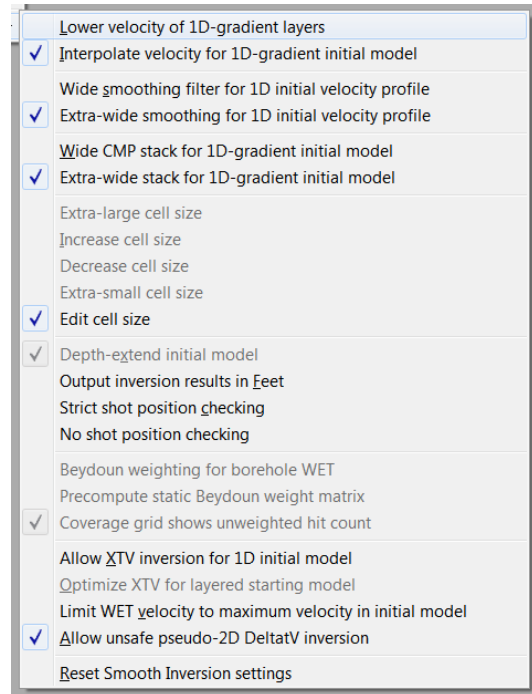 Lower velocity of 1D-gradient layers
Interpolate velocity for 1D-gradient initial model
Wide smoothing filter for 1D initial velocity profile
Extra-wide smoothing for 1D initial velocity profile
Wide CMP stack for 1D-gradient initial model
Extra-wide stack for 1D-gradient initial model
Extra-large cell size
Increase cell size
Decrease cell size
Extra-small cell size
Edit cell size
Depth-extend initial model
Output inversion results in Feet
Strict shot position checking
No shot position checking
Beydoun weighting for borehole WET
Precompute static Beydoun weight matrix
Coverage grid shows unweighted hit count
Allow XTV inversion for 1D initial model
Optimize XTV for layered starting model
Limit WET velocity to maximum velocity in initial model
Allow unsafe pseudo-2D DeltatV inversion
Reset Smooth Inversion settings